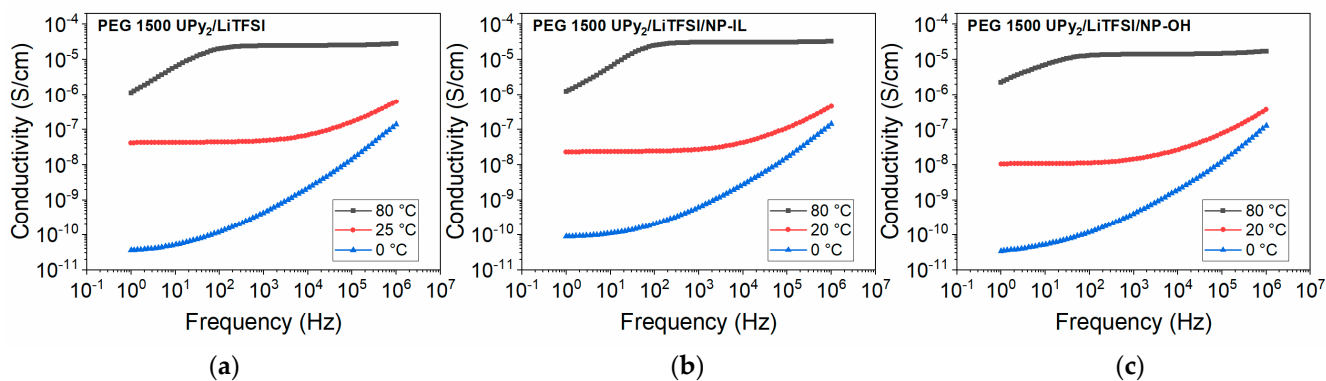 PEG 1500 UPy₂/LiTFSI
Conductivity (S/cm)
10⁻⁴
10⁻⁵
10⁻⁶
10⁻⁷
10⁻⁸
10⁻⁹
10⁻¹⁰
10⁻¹¹
80 °C
25 °C
0 °C
10⁻¹ 10⁰ 10¹ 10² 10³ 10⁴ 10⁵ 10⁶ 10⁷
Frequency (Hz)
(a)
PEG 1500 UPy₂/LiTFSI/NP-IL
Conductivity (S/cm)
10⁻⁴
10⁻⁵
10⁻⁶
10⁻⁷
10⁻⁸
10⁻⁹
10⁻¹⁰
10⁻¹¹
80 °C
20 °C
0 °C
10⁻¹ 10⁰ 10¹ 10² 10³ 10⁴ 10⁵ 10⁶ 10⁷
Frequency (Hz)
(b)
PEG 1500 UPy₂/LiTFSI/NP-OH
Conductivity (S/cm)
10⁻⁴
10⁻⁵
10⁻⁶
10⁻⁷
10⁻⁸
10⁻⁹
10⁻¹⁰
10⁻¹¹
80 °C
20 °C
0 °C
10⁻¹ 10⁰ 10¹ 10² 10³ 10⁴ 10⁵ 10⁶ 10⁷
Frequency (Hz)
(c)